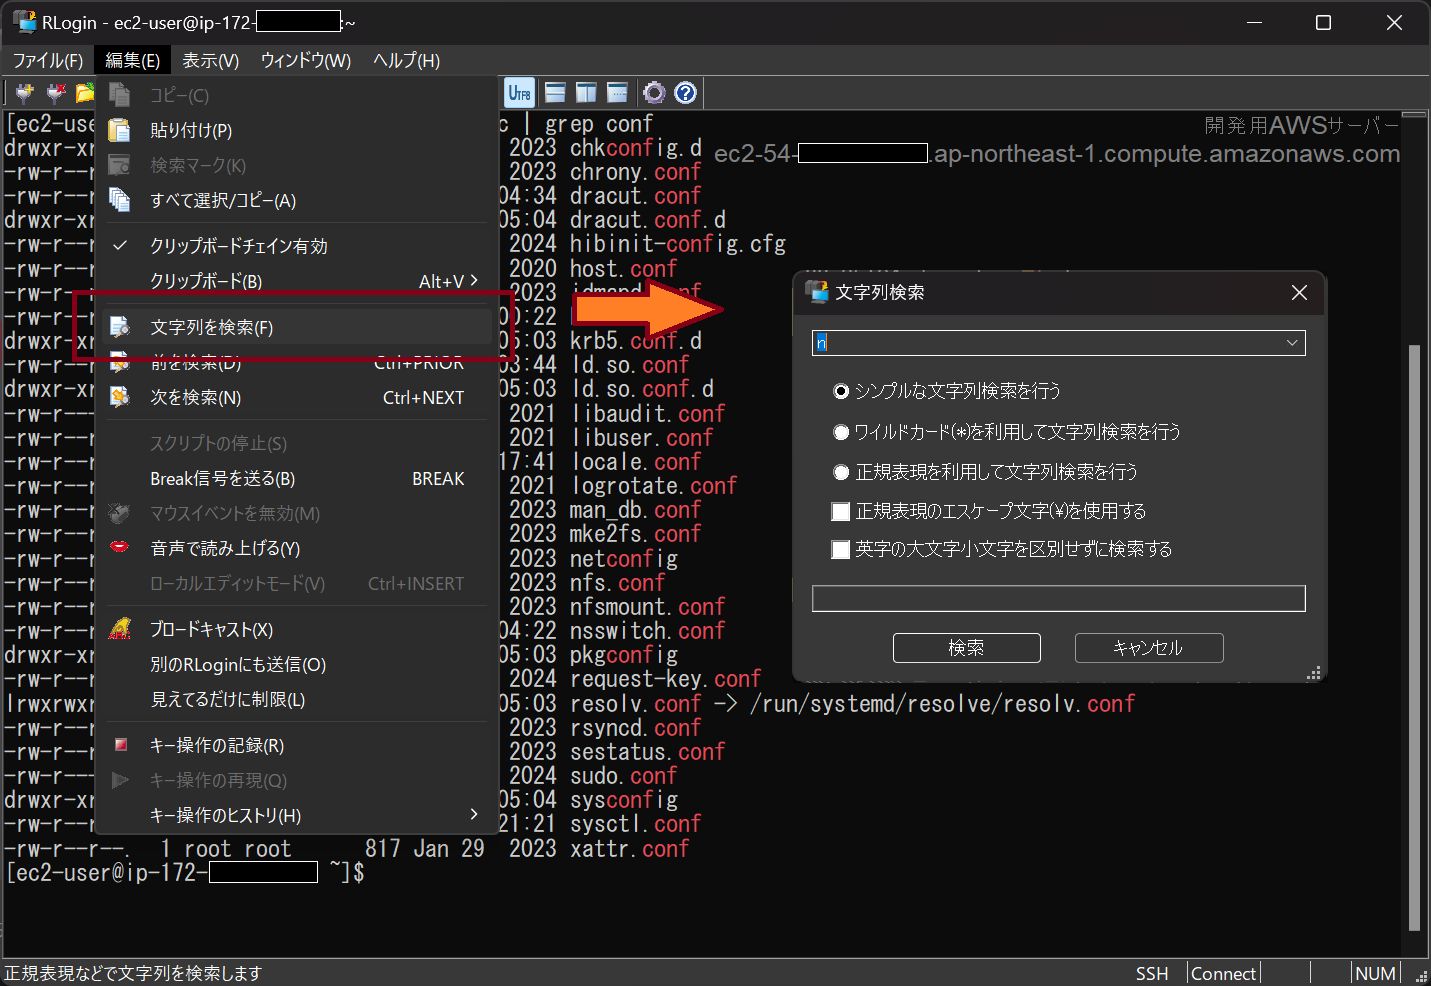 RLogin - ec2-user@ip-172-      :~
ファイル(F) 編集(E) 表示(V) ウィンドウ(W) ヘルプ(H)
UTF8
コピー(C)
貼り付け(P)
検索マーク(K)
すべて選択/コピー(A)
クリップボードチェイン有効
クリップボード(B) Alt+V
文字列を検索(F)
前を検索(D) Ctrl+PRIOR
次を検索(N) Ctrl+NEXT
スクリプトの停止(S)
Break信号を送る(B) BREAK
マウスイベントを無効(M)
音声で読み上げる(Y)
ローカルエディットモード(V) Ctrl+INSERT
ブロードキャスト(X)
別のRLoginにも送信(O)
見えてるだけに制限(L)
キー操作の記録(R)
キー操作の再現(Q)
キー操作のヒストリ(H)
開発用AWSサーバー
ec2-54-      .ap-northeast-1.compute.amazonaws.com
[ec2-use c | grep conf
drwxr-xr 2023 chkconfig.d
-rw-r--r 2023 chrony.conf
-rw-r--r 04:34 dracut.conf
drwxr-xr 05:04 dracut.conf.d
-rw-r--r 2024 hibinit-config.cfg
-rw-r--r 2020 host.conf
-rw-r--r 2023 idmapd.conf
-rw-r--r 00:22
drwxr-xr 05:03 krb5.conf.d
-rw-r--r 03:44 ld.so.conf
drwxr-xr 05:03 ld.so.conf.d
-rw-r--- 2021 libaudit.conf
-rw-r--r 2021 libuser.conf
-rw-r--r 17:41 locale.conf
-rw-r--r 2021 logrotate.conf
-rw-r--r 2023 man_db.conf
-rw-r--r 2023 mke2fs.conf
-rw-r--r 2023 netconfig
-rw-r--r 2023 nfs.conf
-rw-r--r 2023 nfsmount.conf
-rw-r--r 04:22 nsswitch.conf
drwxr-xr 05:03 pkgconfig
-rw-r--r 2024 request-key.conf
lrwxrwxr 05:03 resolv.conf -> /run/systemd/resolve/resolv.conf
-rw-r--r 2023 rsyncd.conf
-rw-r--r 2023 sestatus.conf
-rw-r--- 2024 sudo.conf
drwxr-xr 05:04 sysconfig
-rw-r--r 21:21 sysctl.conf
-rw-r--r--. 1 root root 817 Jan 29 2023 xattr.conf
[ec2-user@ip-172-      ~]$
文字列検索
n
シンプルな文字列検索を行う
ワイルドカード(*)を利用して文字列検索を行う
正規表現を利用して文字列検索を行う
正規表現のエスケープ文字(¥)を使用する
英字の大文字小文字を区別せずに検索する
検索 キャンセル
正規表現などで文字列を検索します SSH Connect NUM